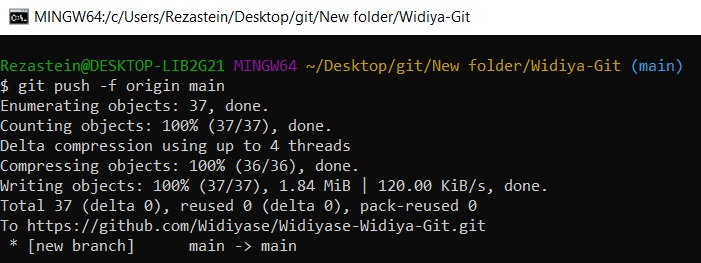 MINGW64:/c/Users/Rezastein/Desktop/git/New folder/Widiya-Git
Rezastein@DESKTOP-LIB2G21 MINGW64 ~/Desktop/git/New folder/Widiya-Git (main)
$ git push -f origin main
Enumerating objects: 37, done.
Counting objects: 100% (37/37), done.
Delta compression using up to 4 threads
Compressing objects: 100% (36/36), done.
Writing objects: 100% (37/37), 1.84 MiB | 120.00 KiB/s, done.
Total 37 (delta 0), reused 0 (delta 0), pack-reused 0
To https://github.com/Widiyase/Widiyase-Widiya-Git.git
 * [new branch]      main -> main